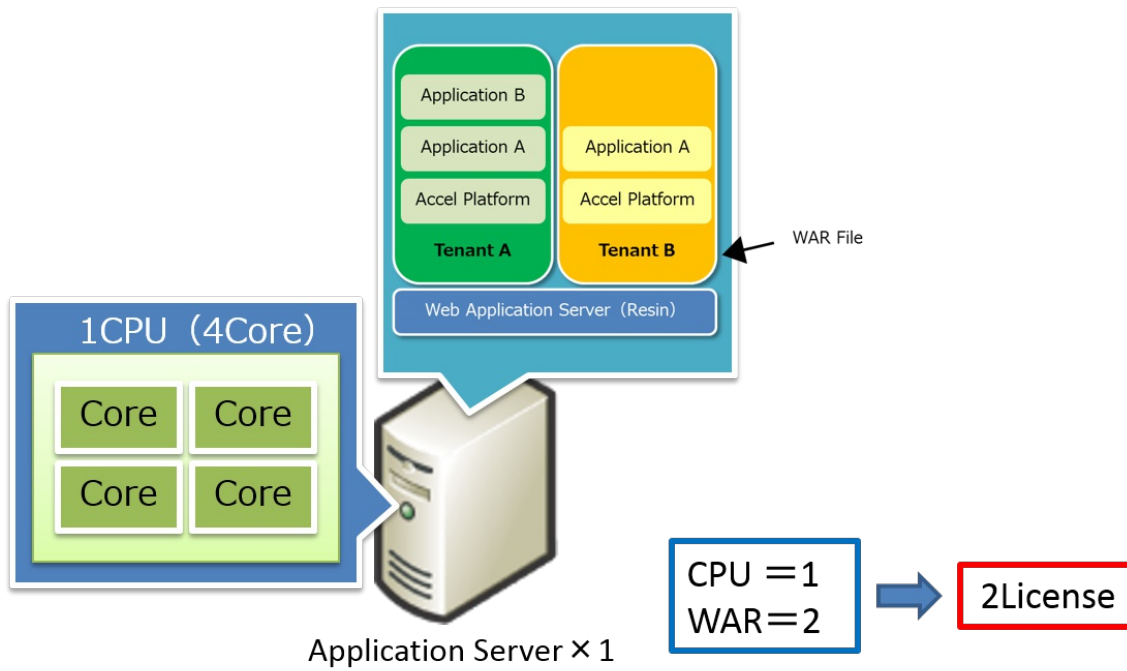 Application B
Application A
Accel Platform
Tenant A
Application A
Accel Platform
Tenant B
WAR File
Web Application Server（Resin）
1CPU（4Core）
Core
Core
Core
Core
Application Server×1
CPU＝1
WAR＝2
2License